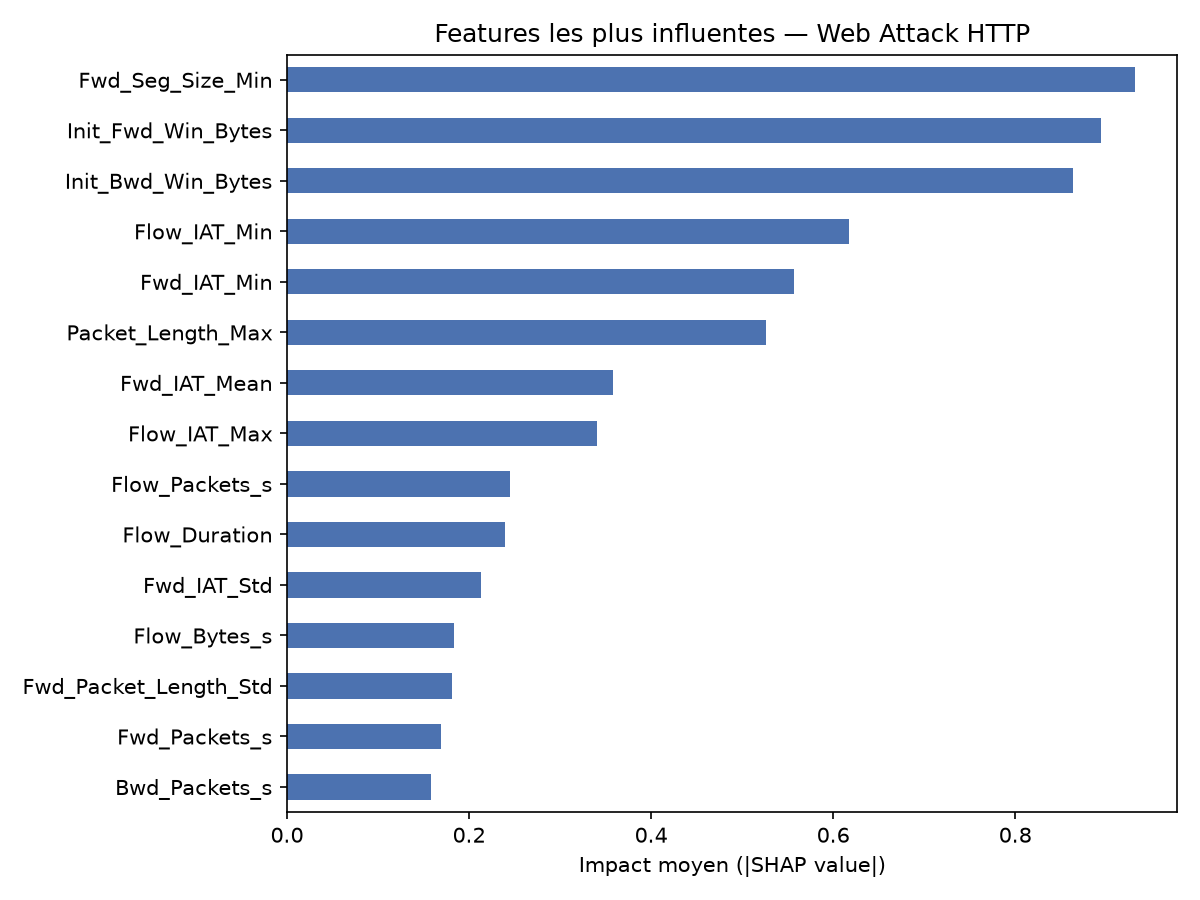 Features les plus influentes — Web Attack HTTP
Fwd_Seg_Size_Min
Init_Fwd_Win_Bytes
Init_Bwd_Win_Bytes
Flow_IAT_Min
Fwd_IAT_Min
Packet_Length_Max
Fwd_IAT_Mean
Flow_IAT_Max
Flow_Packets_s
Flow_Duration
Fwd_IAT_Std
Flow_Bytes_s
Fwd_Packet_Length_Std
Fwd_Packets_s
Bwd_Packets_s
0.0 0.2 0.4 0.6 0.8
Impact moyen (|SHAP value|)